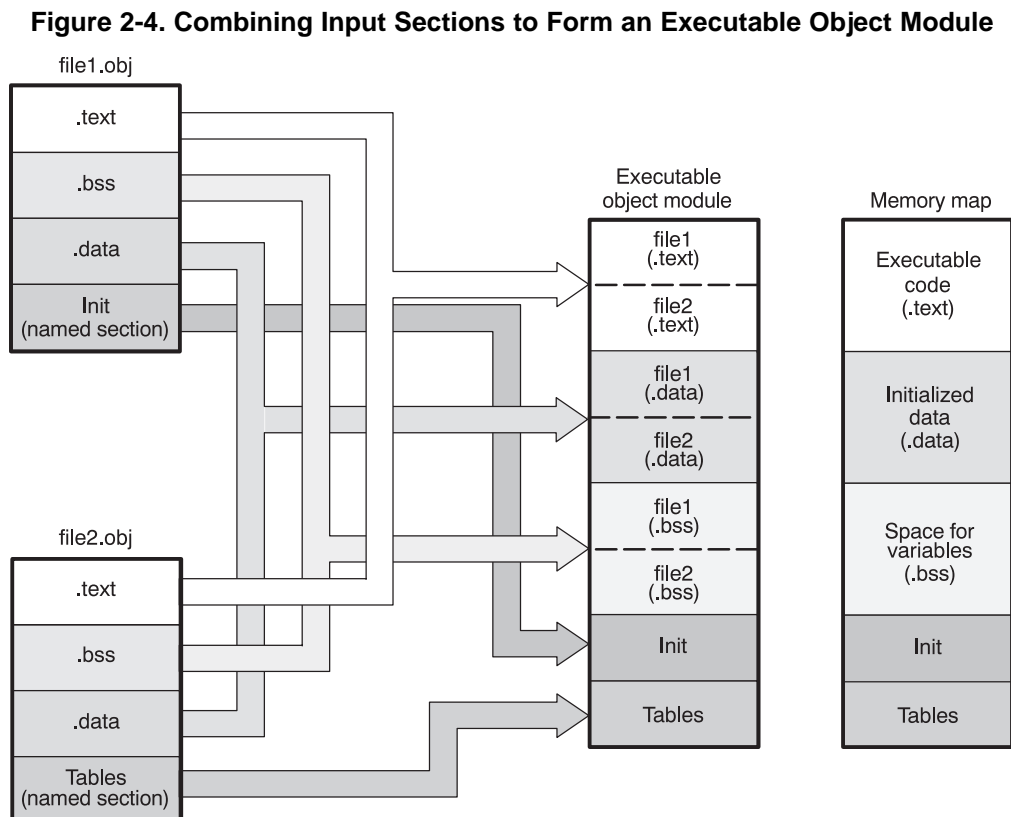 Figure 2-4. Combining Input Sections to Form an Executable Object Module
file1.obj
.text
.bss
.data
Init
(named section)
file2.obj
.text
.bss
.data
Tables
(named section)
Executable
object module
file1
(.text)
file2
(.text)
file1
(.data)
file2
(.data)
file1
(.bss)
file2
(.bss)
Init
Tables
Memory map
Executable
code
(.text)
Initialized
data
(.data)
Space for
variables
(.bss)
Init
Tables